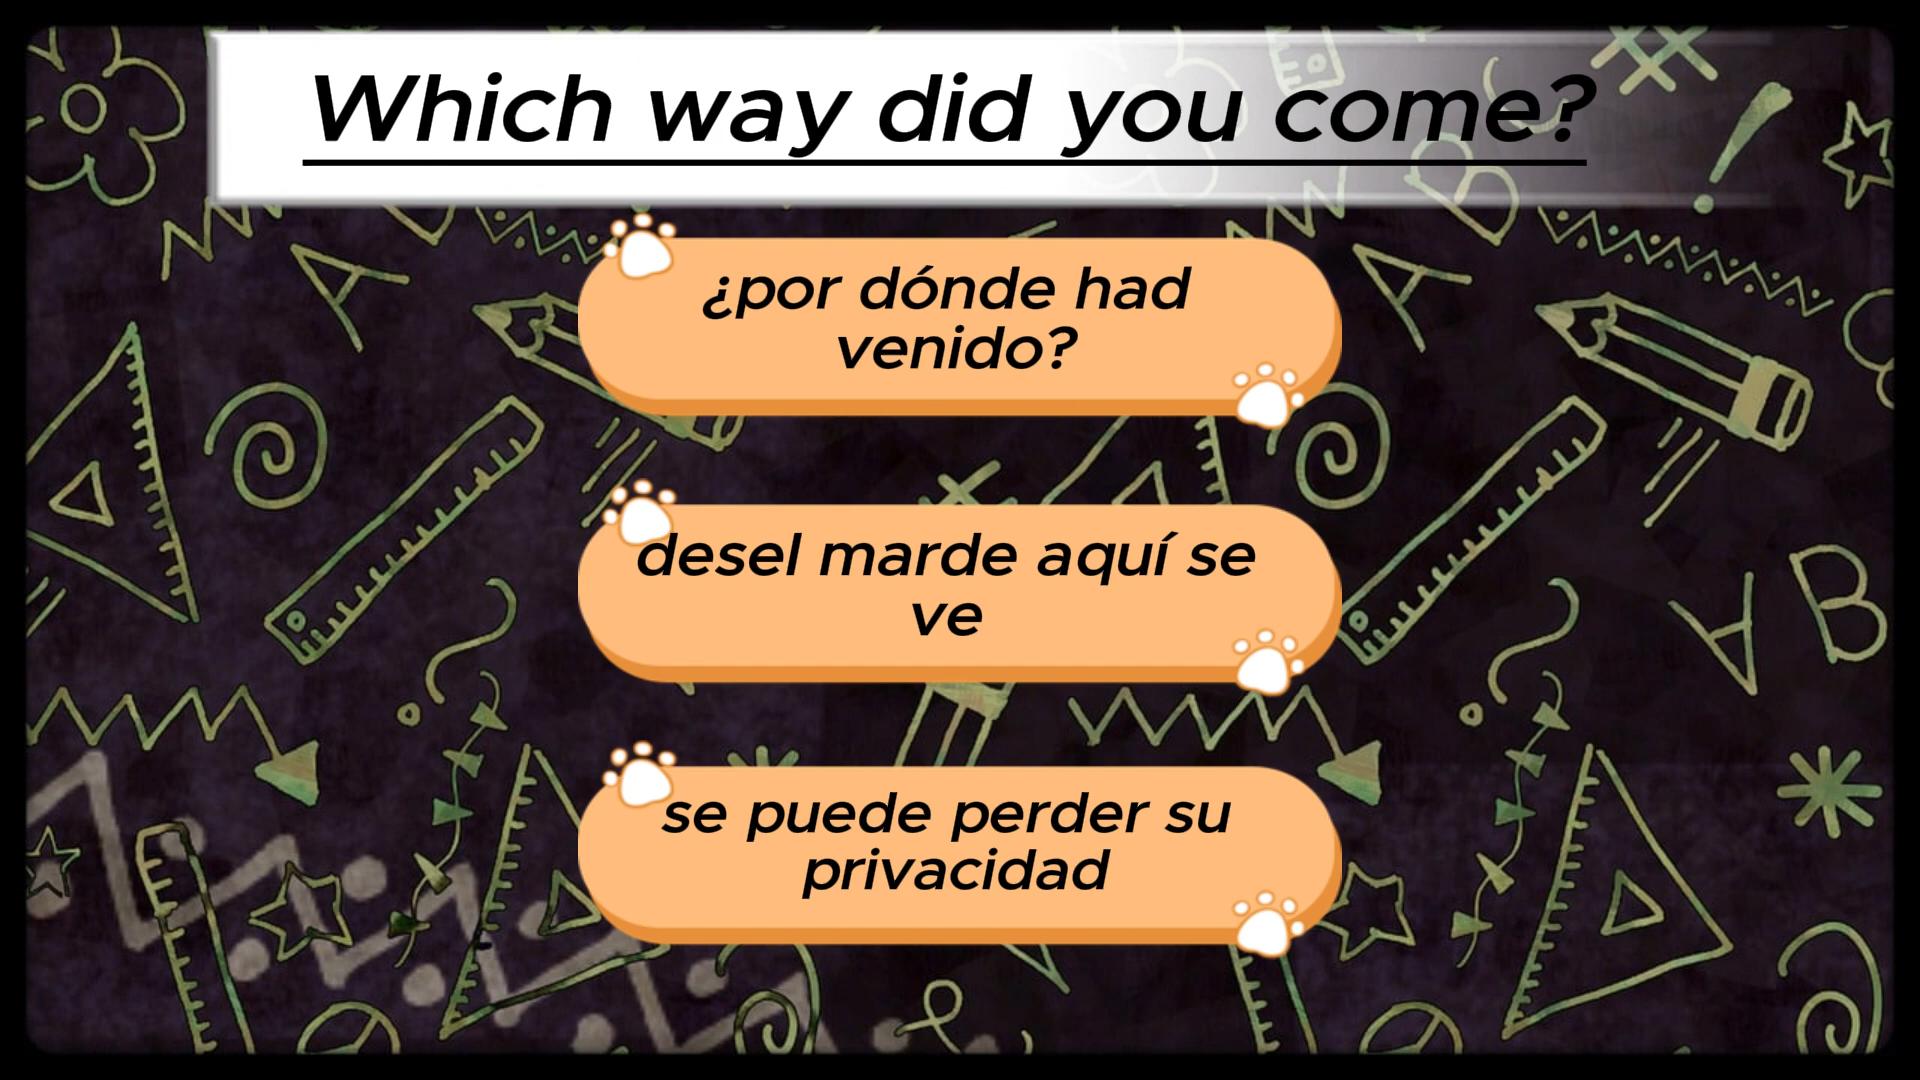 Which way did you come?
¿por dónde had
venido?
desel marde aquí se
ve
se puede perder su
privacidad